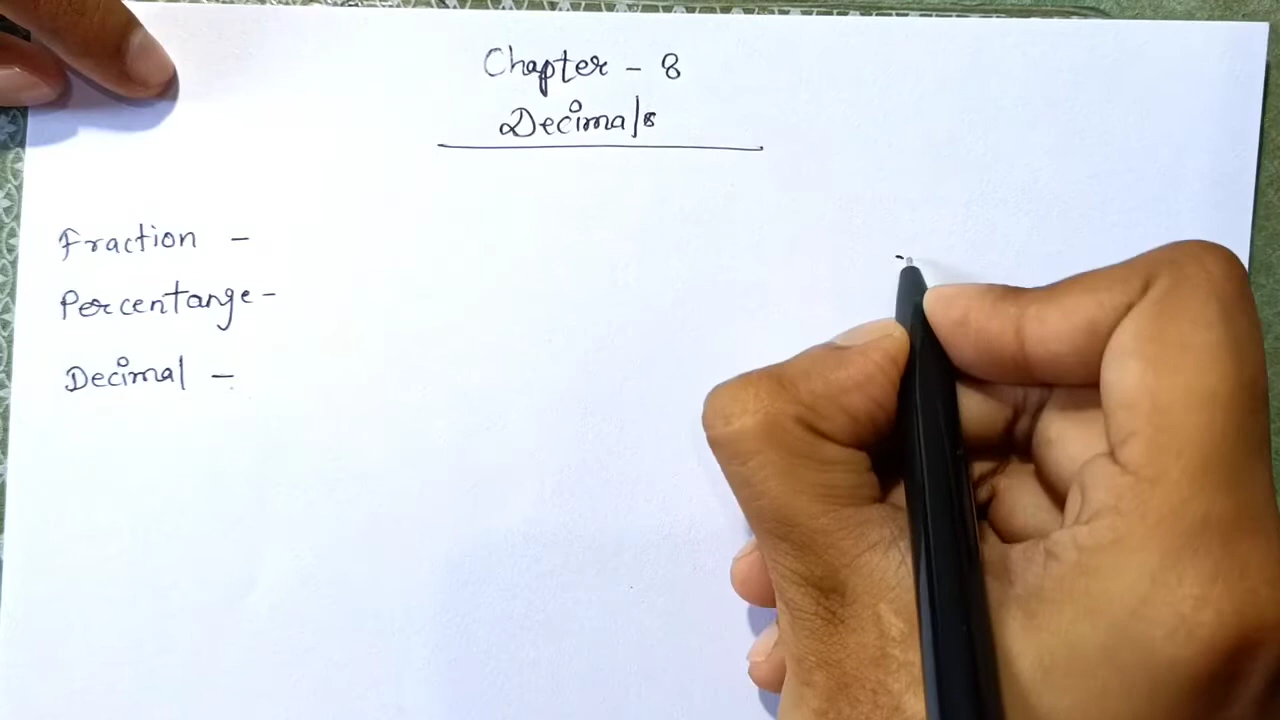 Chapter - 8
Decimals
Fraction -
Percentange -
Decimal -